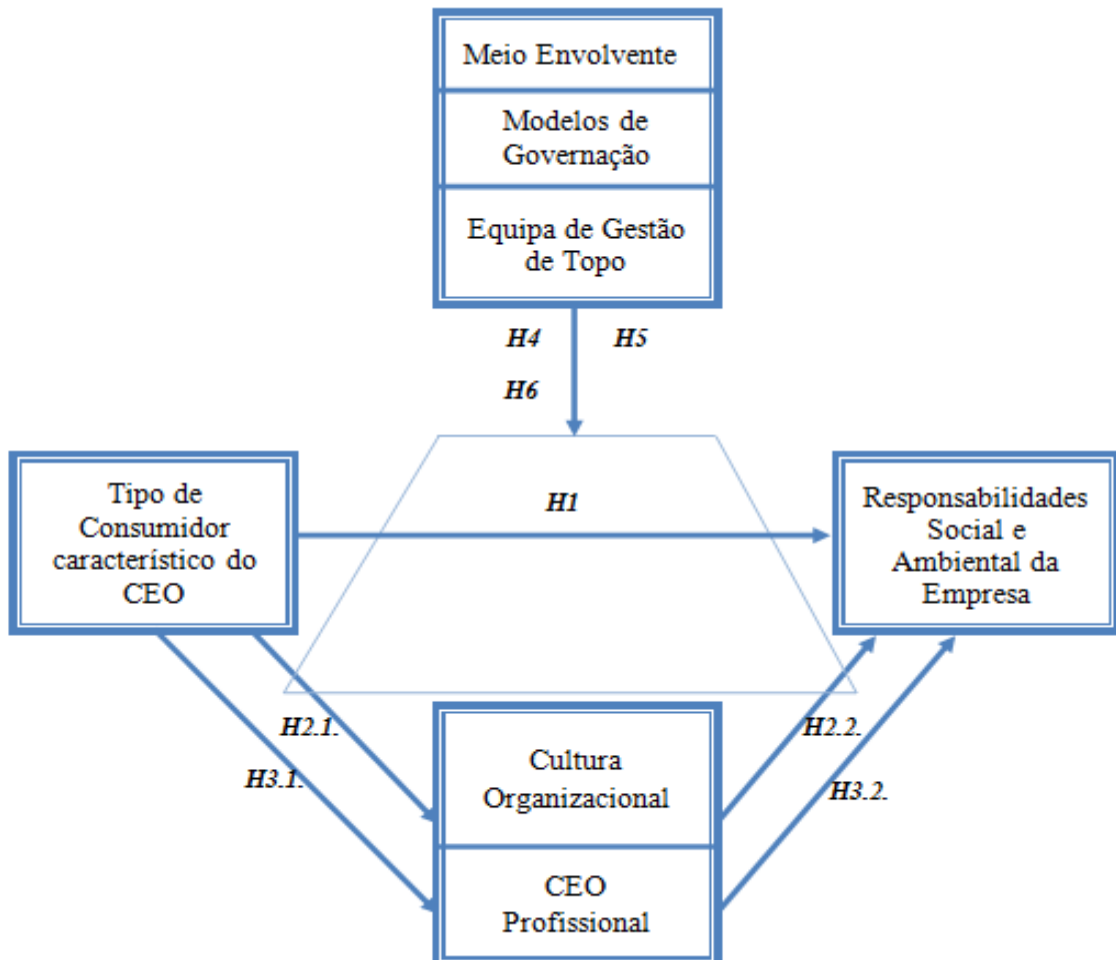 Meio Envolvente
Modelos de
Governação
Equipa de Gestão
de Topo
H4
H5
H6
Tipo de
Consumidor
característico do
CEO
H1
Responsabilidades
Social e
Ambiental da
Empresa
H2.1.
H2.2.
H3.1.
H3.2.
Cultura
Organizacional
CEO
Profissional